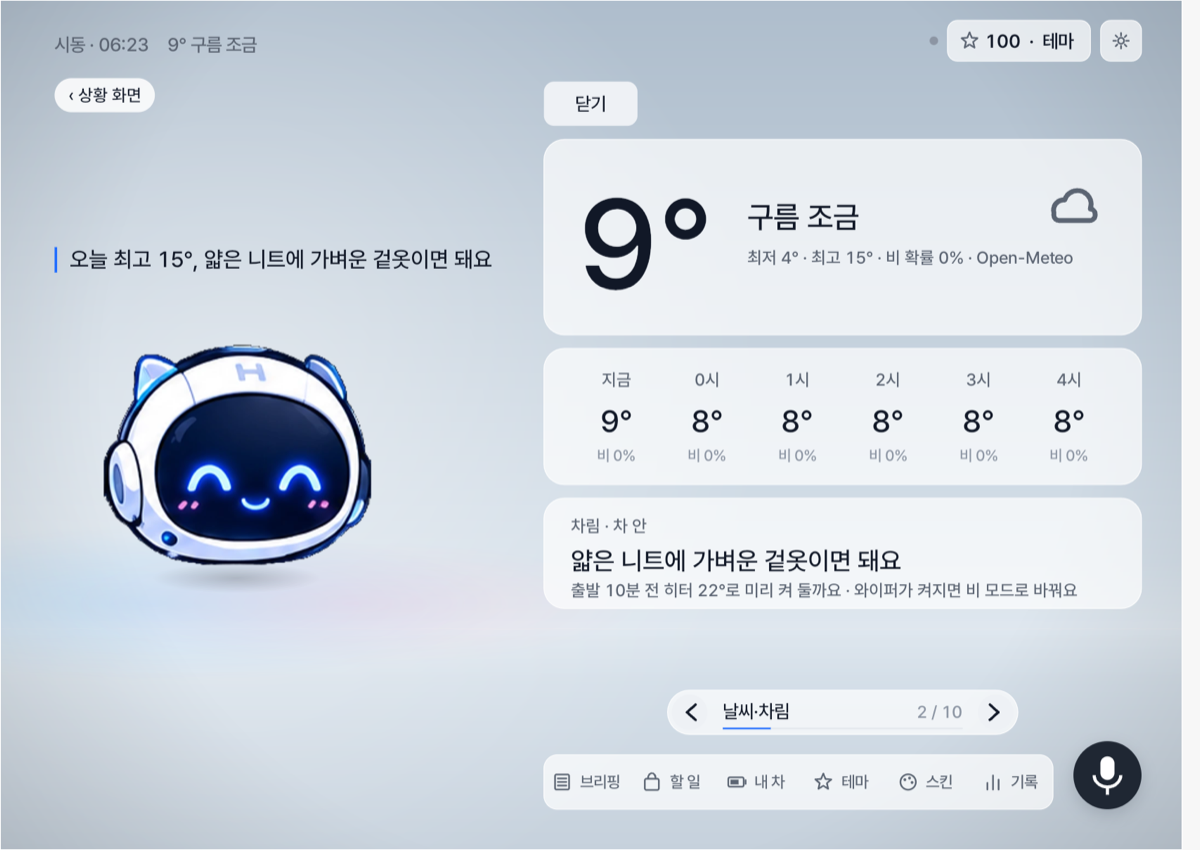 시동 · 06:23 9° 구름 조금
100 · 테마
‹ 상황 화면
닫기
오늘 최고 15°, 얇은 니트에 가벼운 겉옷이면 돼요
H
9°
구름 조금
최저 4° · 최고 15° · 비 확률 0% · Open-Meteo
지금 0시 1시 2시 3시 4시
9° 8° 8° 8° 8° 8°
비 0% 비 0% 비 0% 비 0% 비 0% 비 0%
차림 · 차 안
얇은 니트에 가벼운 겉옷이면 돼요
출발 10분 전 히터 22°로 미리 켜 둘까요 · 와이퍼가 켜지면 비 모드로 바꿔요
날씨·차림 2 / 10
브리핑 할 일 내 차 테마 스킨 기록